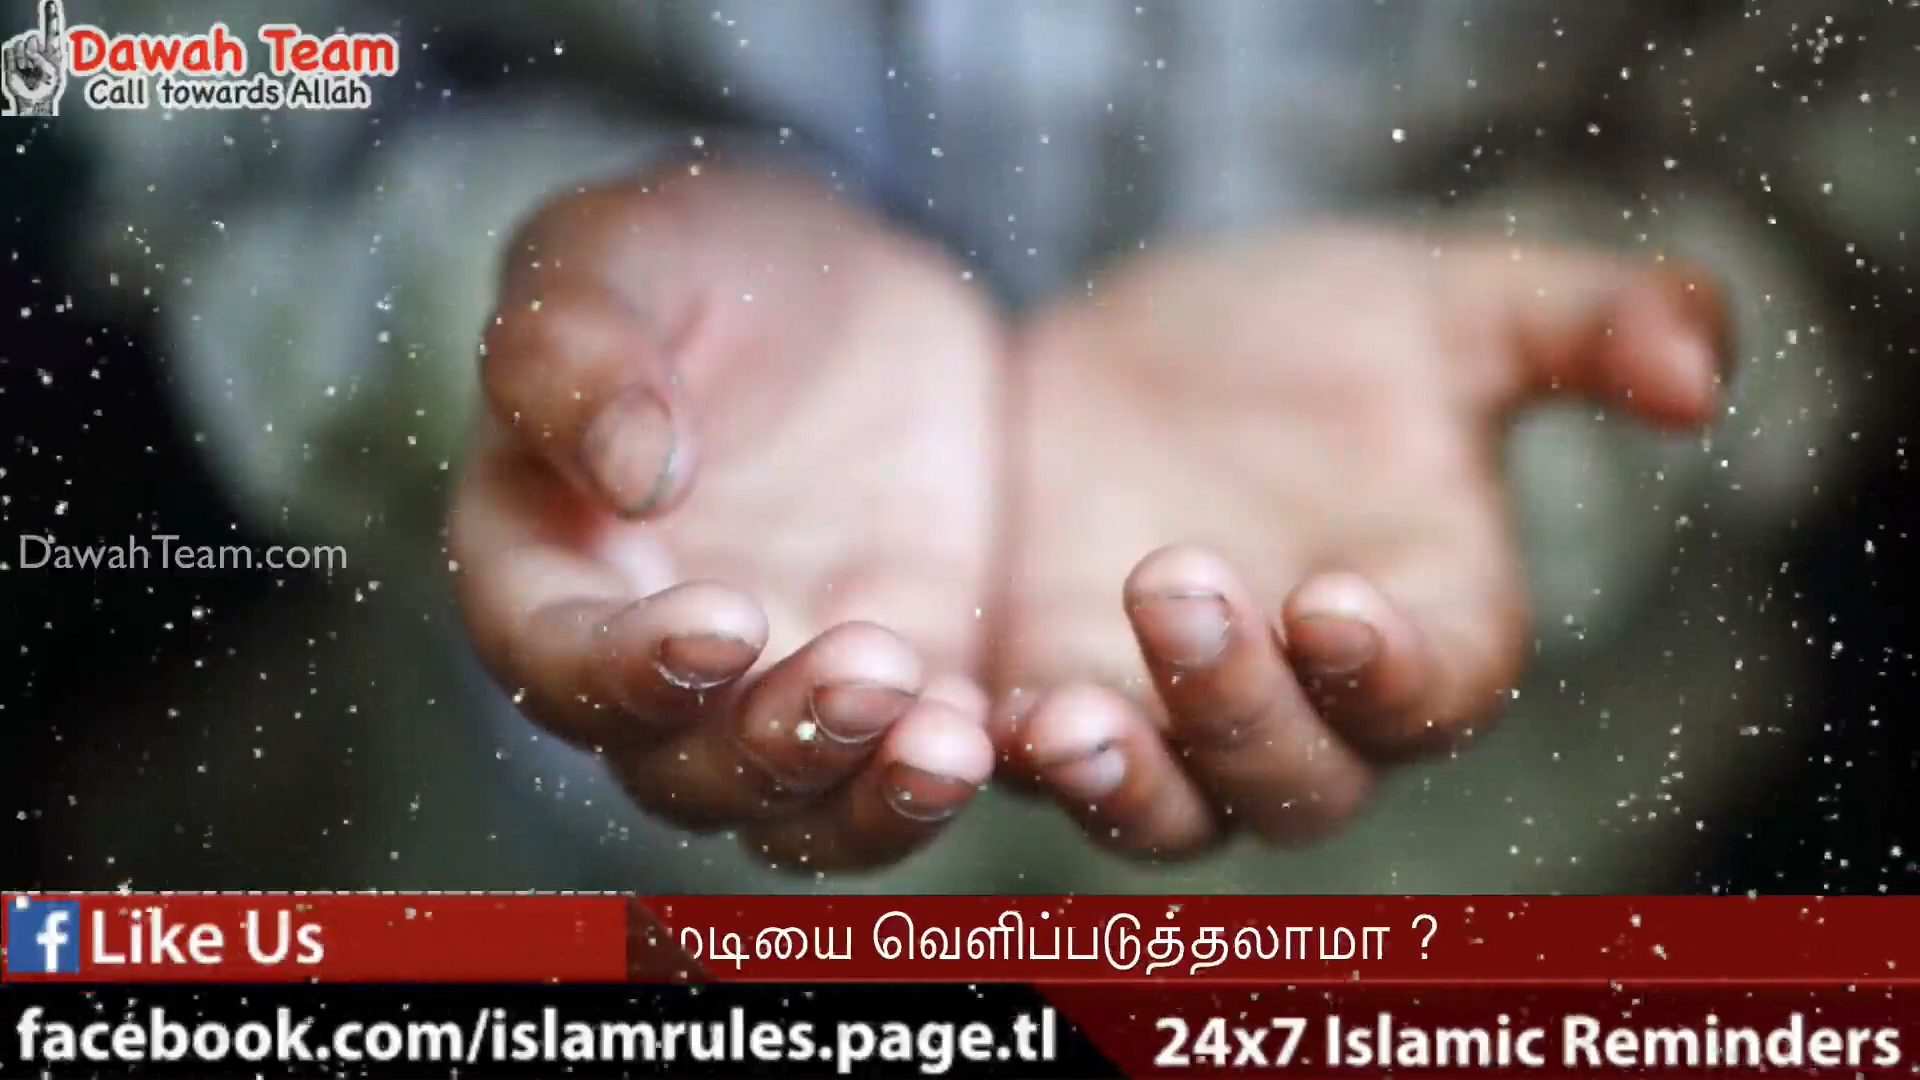 Dawah Team
Call towards Allah
DawahTeam.com
Like Us
வெளிப்படுத்தலாமா ?
facebook.com/islamrules.page.tl
24x7 Islamic Reminders